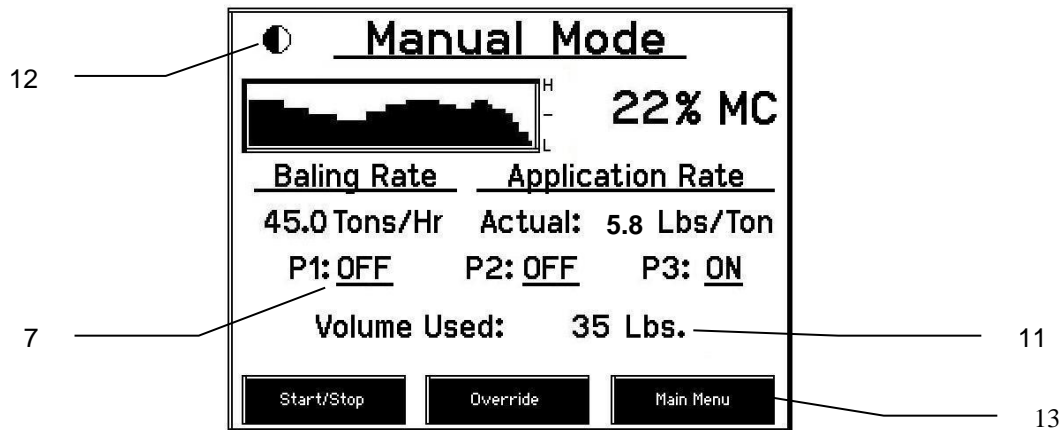 Manual Mode
12
H
–
L
22% MC
Baling Rate Application Rate
45.0 Tons/Hr Actual: 5.8 Lbs/Ton
P1: OFF P2: OFF P3: ON
7 Volume Used: 35 Lbs. 11
Start/Stop Override Main Menu 13